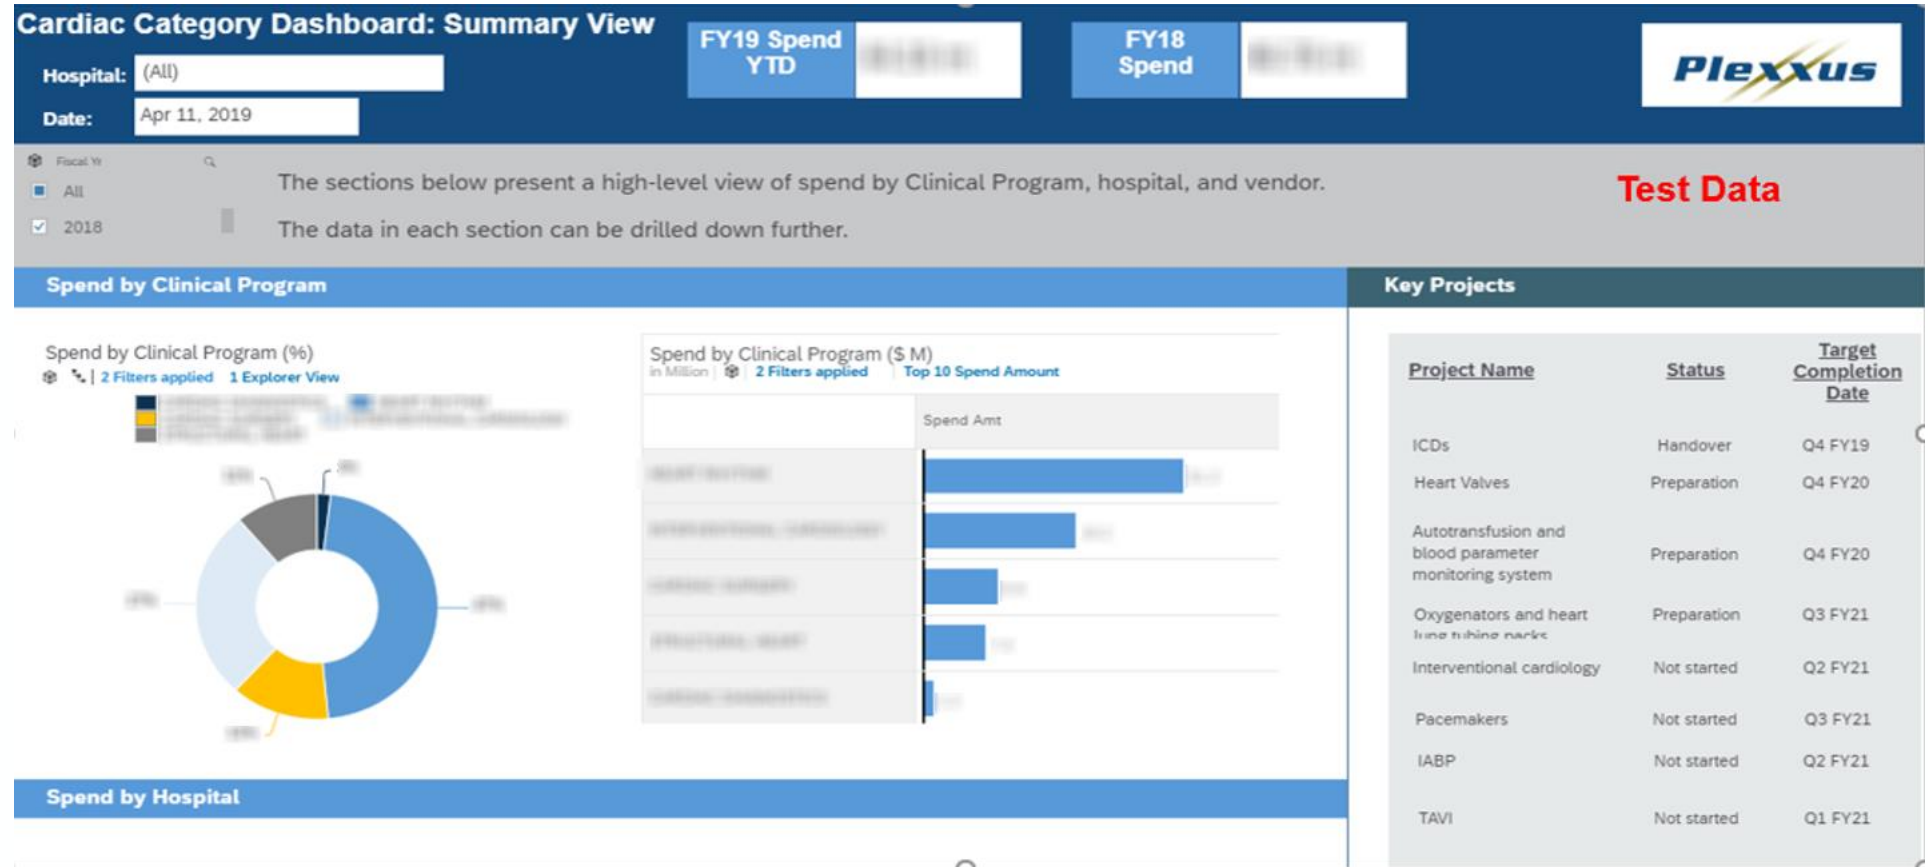 Cardiac Category Dashboard: Summary View
Hospital: (All)
Date: Apr 11, 2019
FY19 Spend
YTD
FY18
Spend
Plexxus
Fiscal Yr
All
2018
The sections below present a high-level view of spend by Clinical Program, hospital, and vendor.
The data in each section can be drilled down further.
Test Data
Spend by Clinical Program
Spend by Clinical Program (%)
2 Filters applied 1 Explorer View
Spend by Clinical Program ($ M)
in Million | 2 Filters applied Top 10 Spend Amount
Spend Amt
Spend by Hospital
Key Projects
Project Name Status Target
Completion
Date
ICDs Handover Q4 FY19
Heart Valves Preparation Q4 FY20
Autotransfusion and
blood parameter Preparation Q4 FY20
monitoring system
Oxygenators and heart Preparation Q3 FY21
lung tubing packs
Interventional cardiology Not started Q2 FY21
Pacemakers Not started Q3 FY21
IABP Not started Q2 FY21
TAVI Not started Q1 FY21